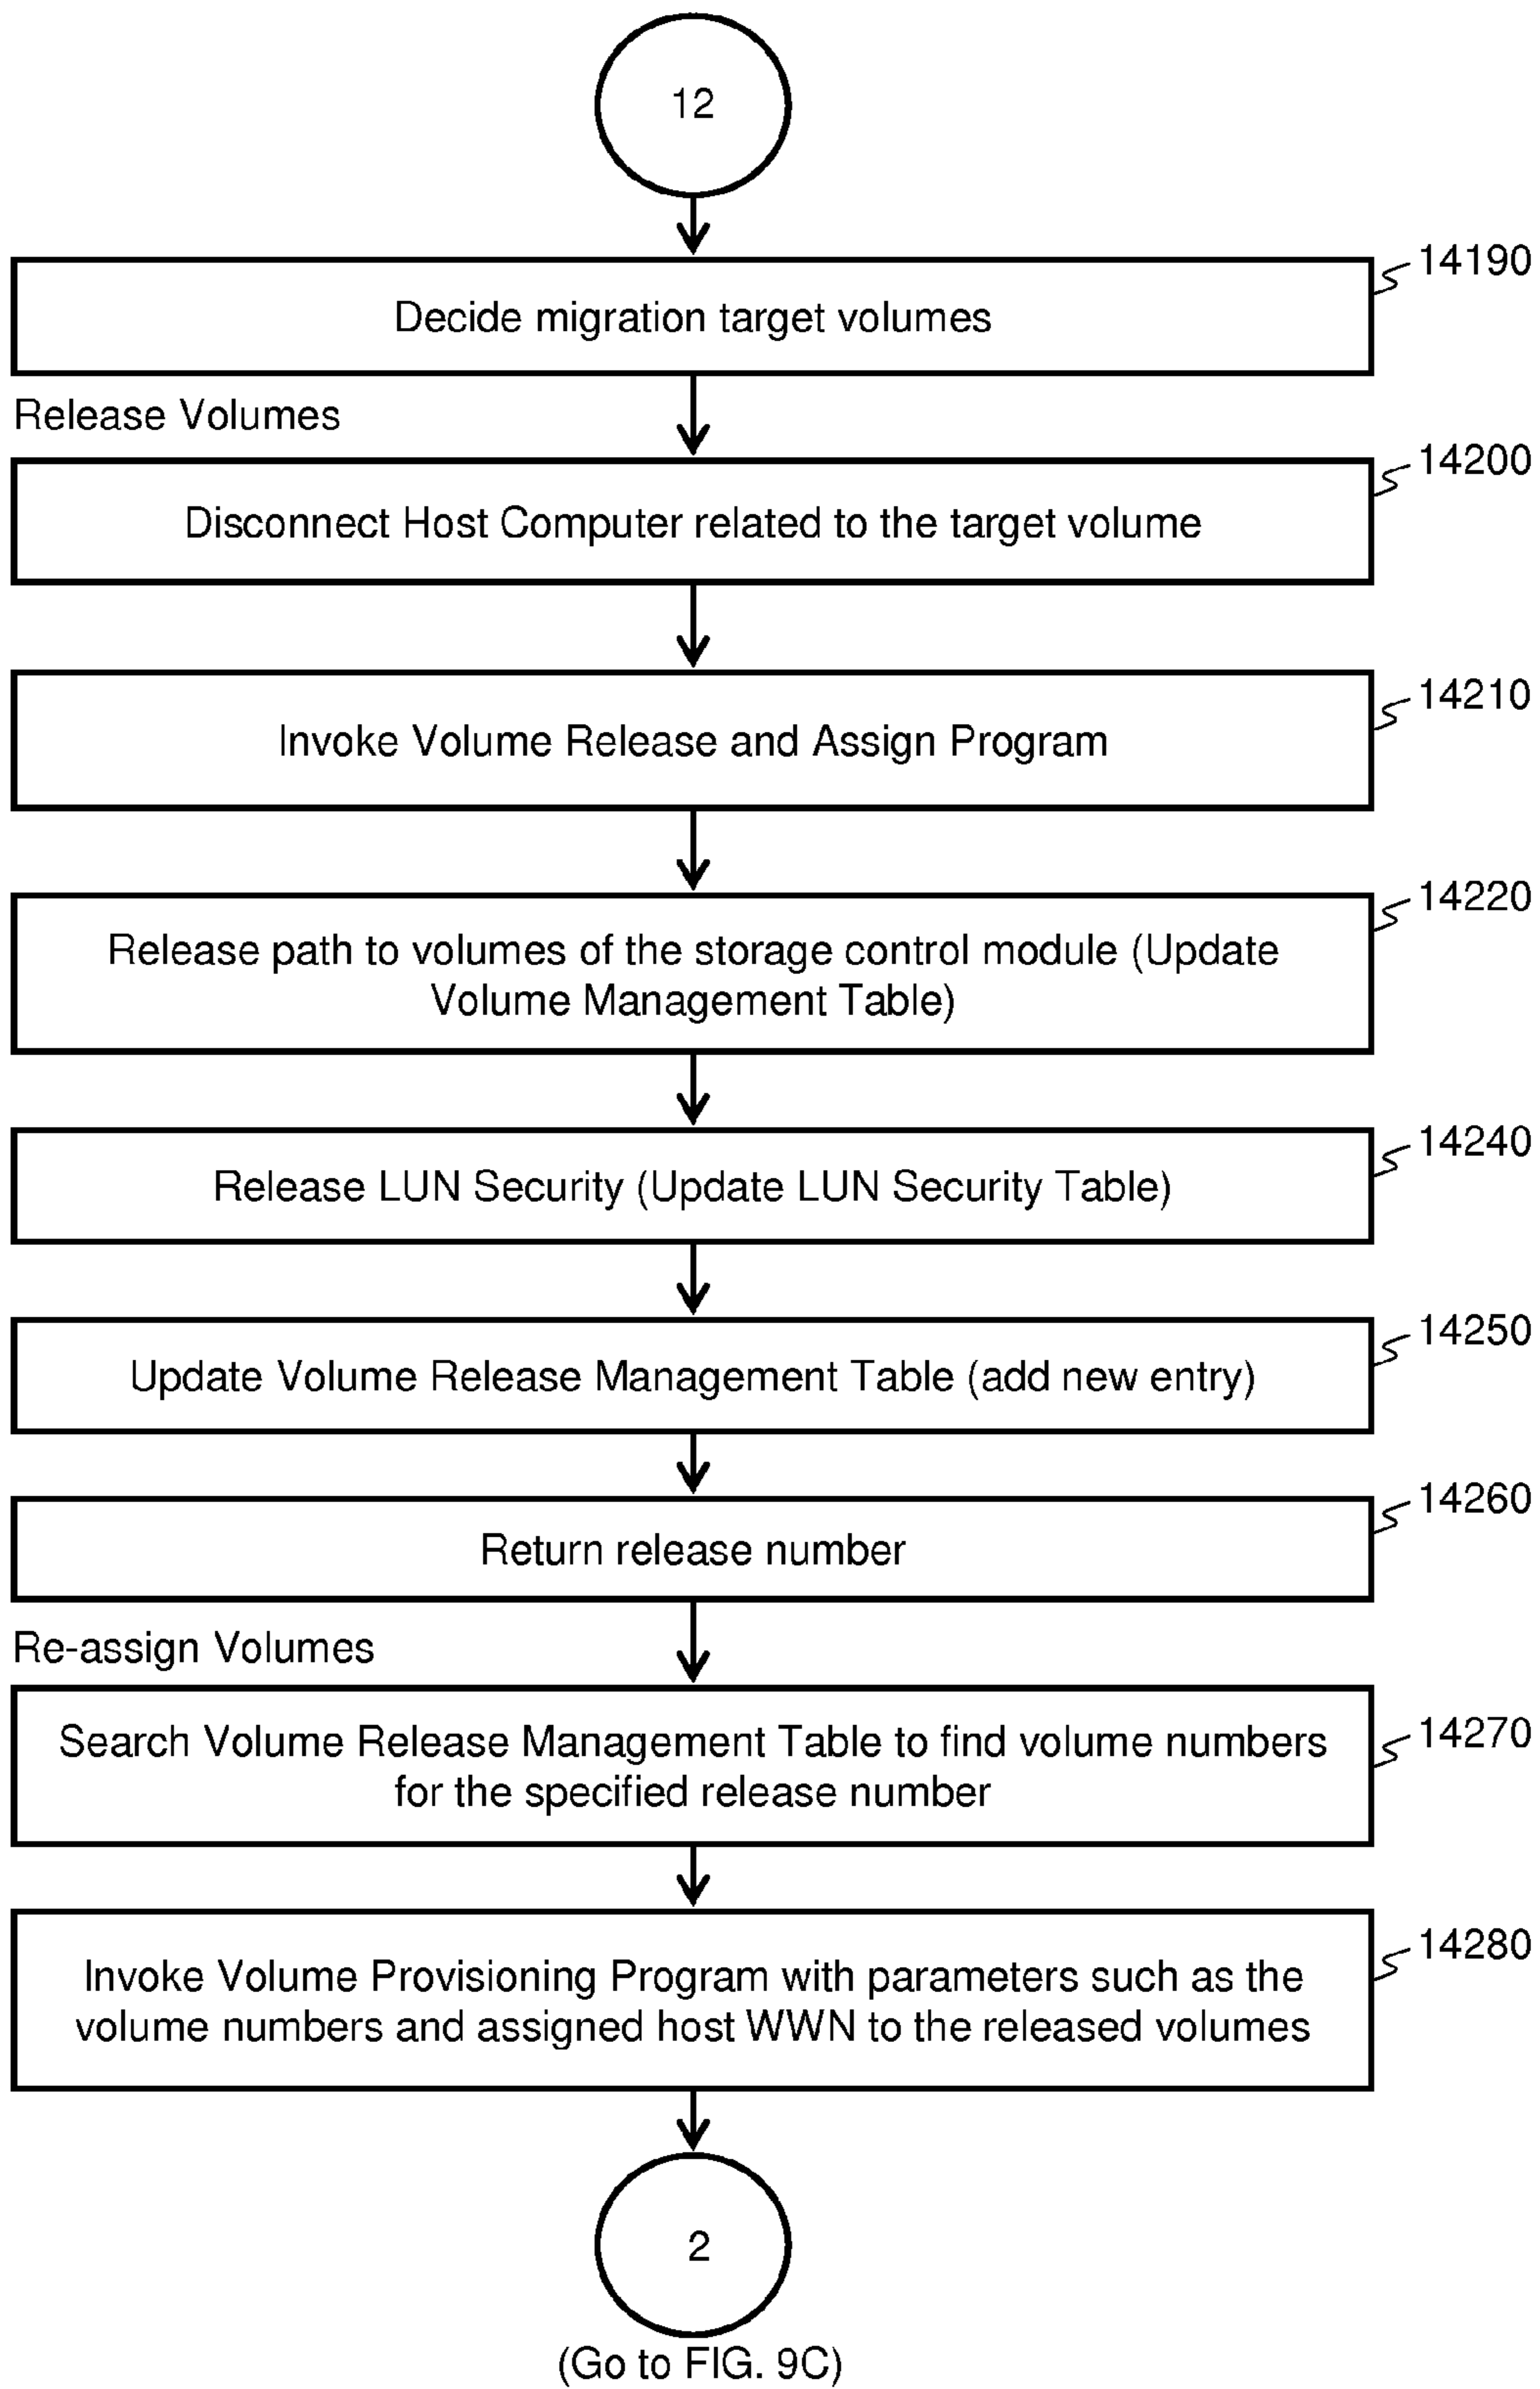 12
14190
Decide migration target volumes
Release Volumes
14200
Disconnect Host Computer related to the target volume
14210
Invoke Volume Release and Assign Program
14220
Release path to volumes of the storage control module (Update
Volume Management Table)
14240
Release LUN Security (Update LUN Security Table)
14250
Update Volume Release Management Table (add new entry)
14260
Return release number
Re-assign Volumes
14270
Search Volume Release Management Table to find volume numbers
for the specified release number
14280
Invoke Volume Provisioning Program with parameters such as the
volume numbers and assigned host WWN to the released volumes
2
(Go to FIG. 9C)